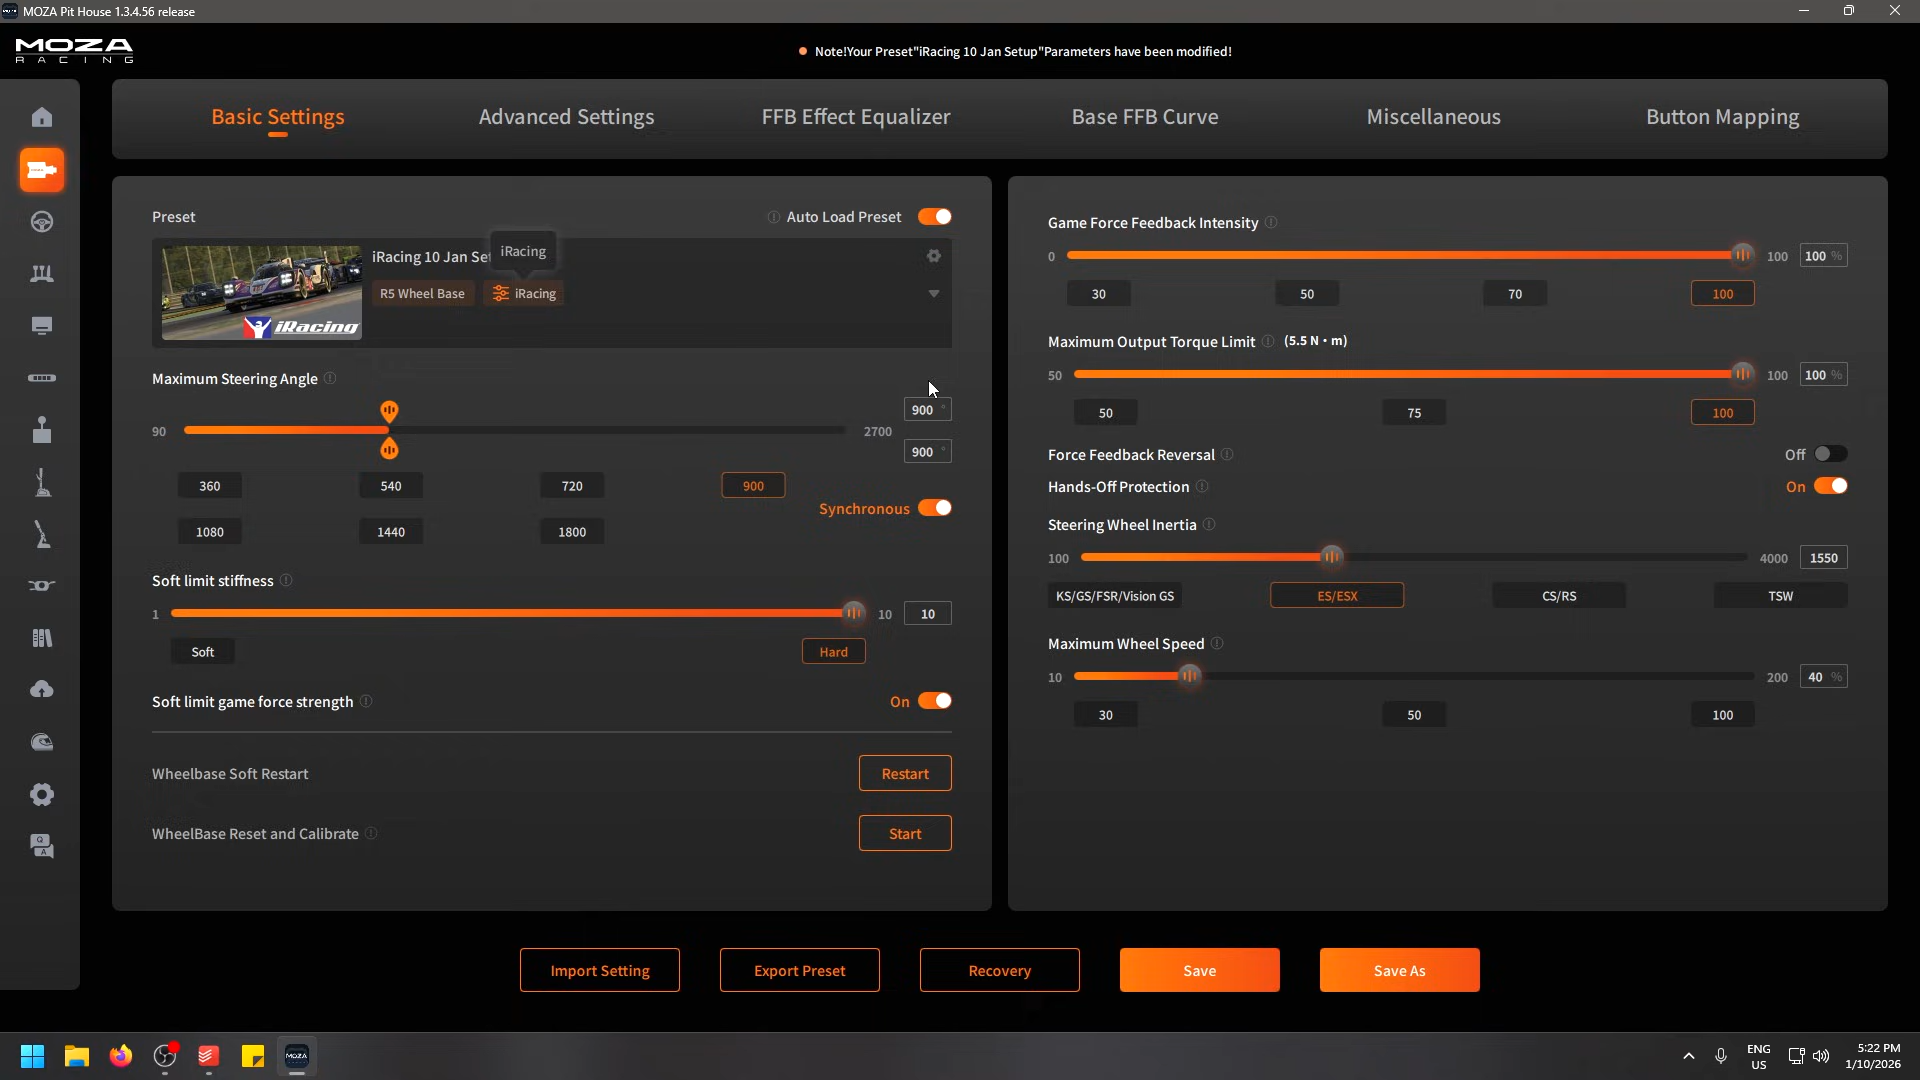 MOZA Pit House 1.3.4.56 release
MOZA
RACING
Note!Your Preset"iRacing 10 Jan Setup"Parameters have been modified!
Basic Settings
Advanced Settings
FFB Effect Equalizer
Base FFB Curve
Miscellaneous
Button Mapping
Preset
Auto Load Preset
iRacing 10 Jan Se
iRacing
R5 Wheel Base
iRacing
iRacing
Maximum Steering Angle
90
2700
900 °
900 °
360
540
720
900
Synchronous
1080
1440
1800
Soft limit stiffness
1
10
10
Soft
Hard
Soft limit game force strength
On
Wheelbase Soft Restart
Restart
WheelBase Reset and Calibrate
Start
Game Force Feedback Intensity
0
100
100 %
30
50
70
100
Maximum Output Torque Limit
(5.5 N・m)
50
100
100 %
50
75
100
Force Feedback Reversal
Off
Hands-Off Protection
On
Steering Wheel Inertia
100
4000
1550
KS/GS/FSR/Vision GS
ES/ESX
CS/RS
TSW
Maximum Wheel Speed
10
200
40 %
30
50
100
Import Setting
Export Preset
Recovery
Save
Save As
MOZA
ENG
US
5:22 PM
1/10/2026